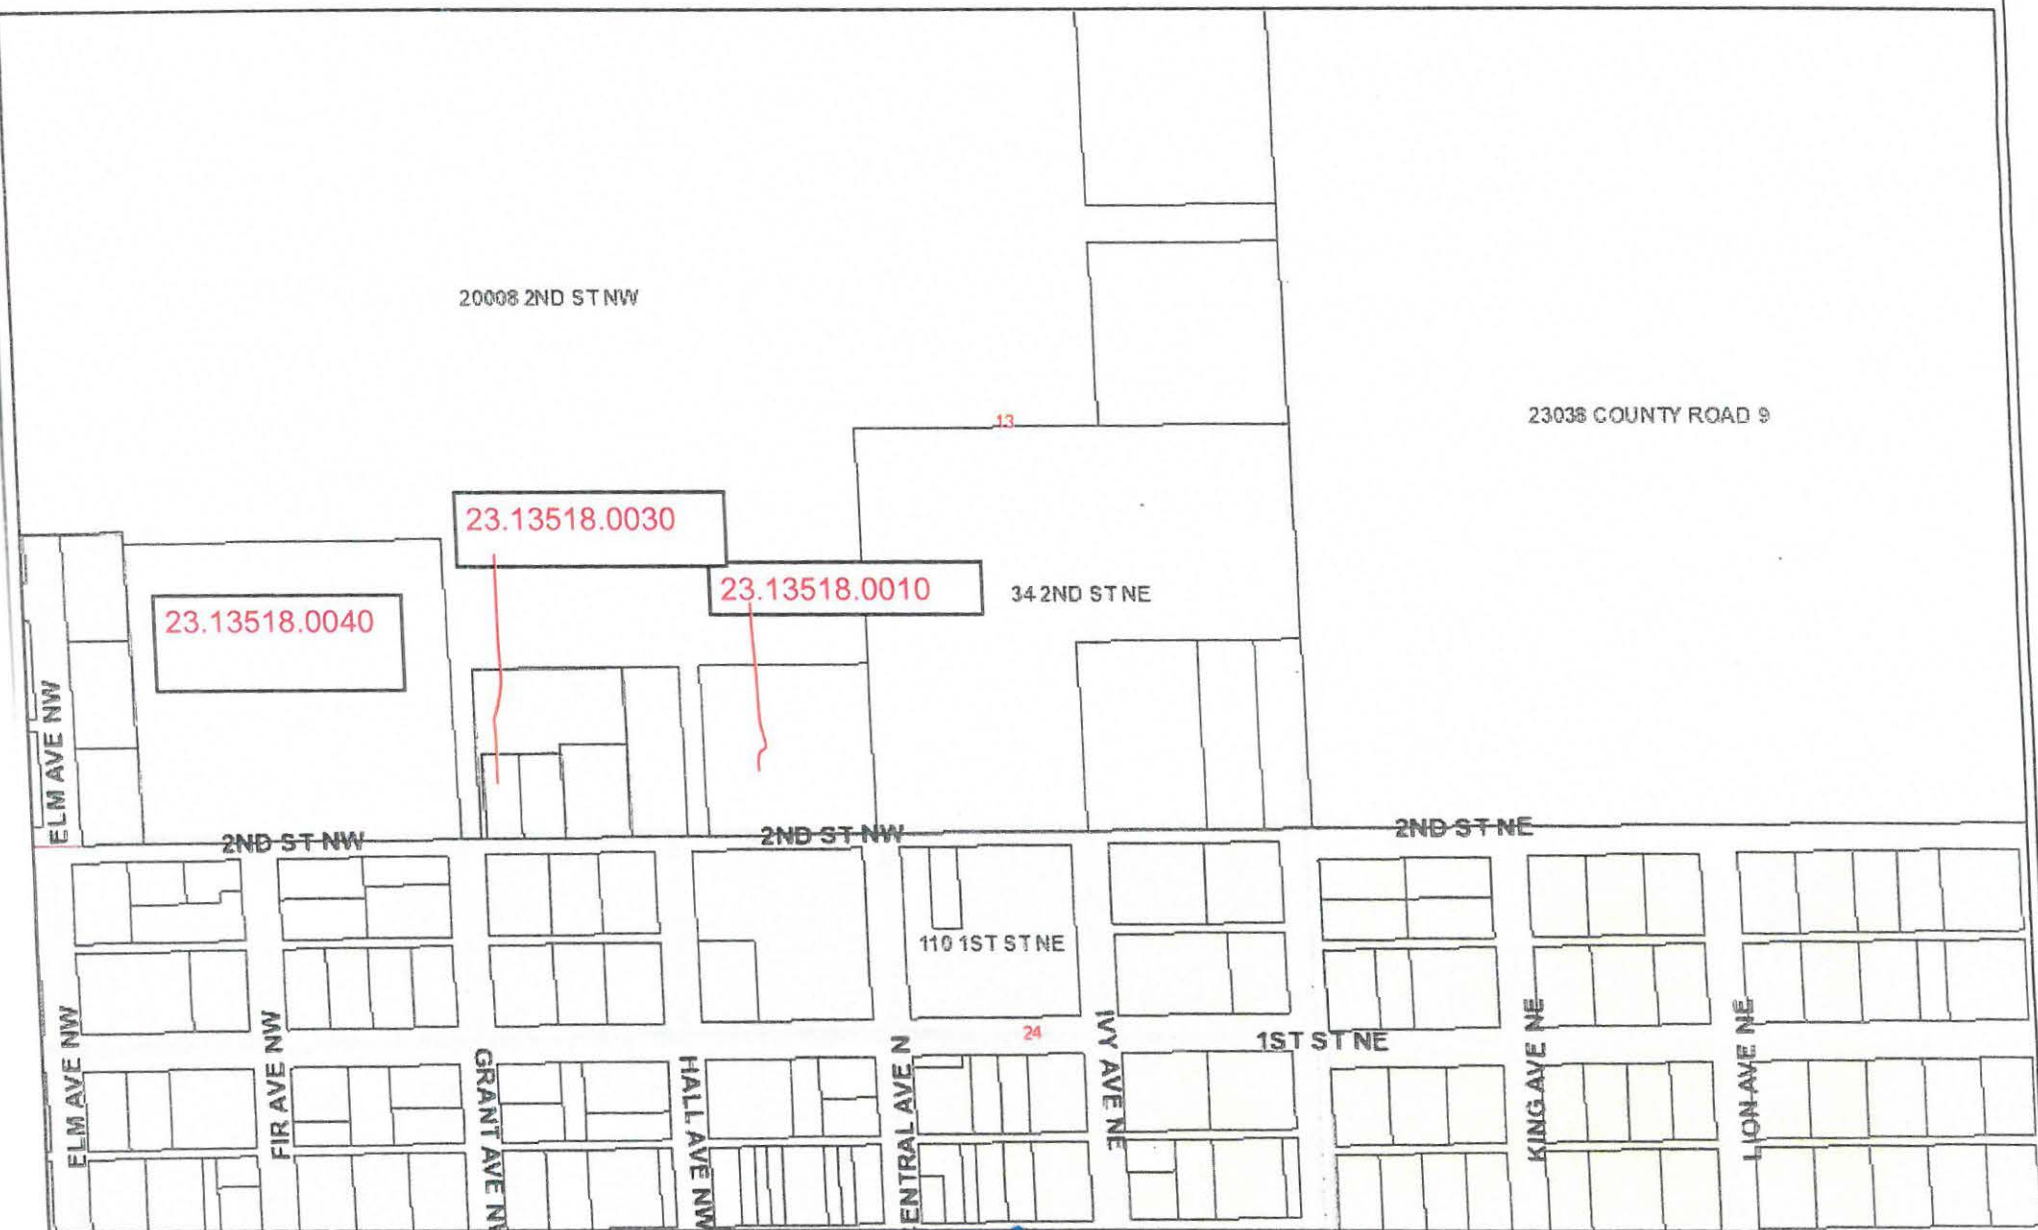 20008 2ND ST NW
23038 COUNTY ROAD 9
13
23.13518.0030
23.13518.0010
34 2ND ST NE
23.13518.0040
ELM AVE NW
2ND ST NW
2ND ST NW
2ND ST NE
110 1ST ST NE
24
1ST ST NE
ELM AVE NW
FIR AVE NW
GRANT AVE NW
HALL AVE NW
CENTRAL AVE N
IVY AVE NE
KING AVE NE
LION AVE NE